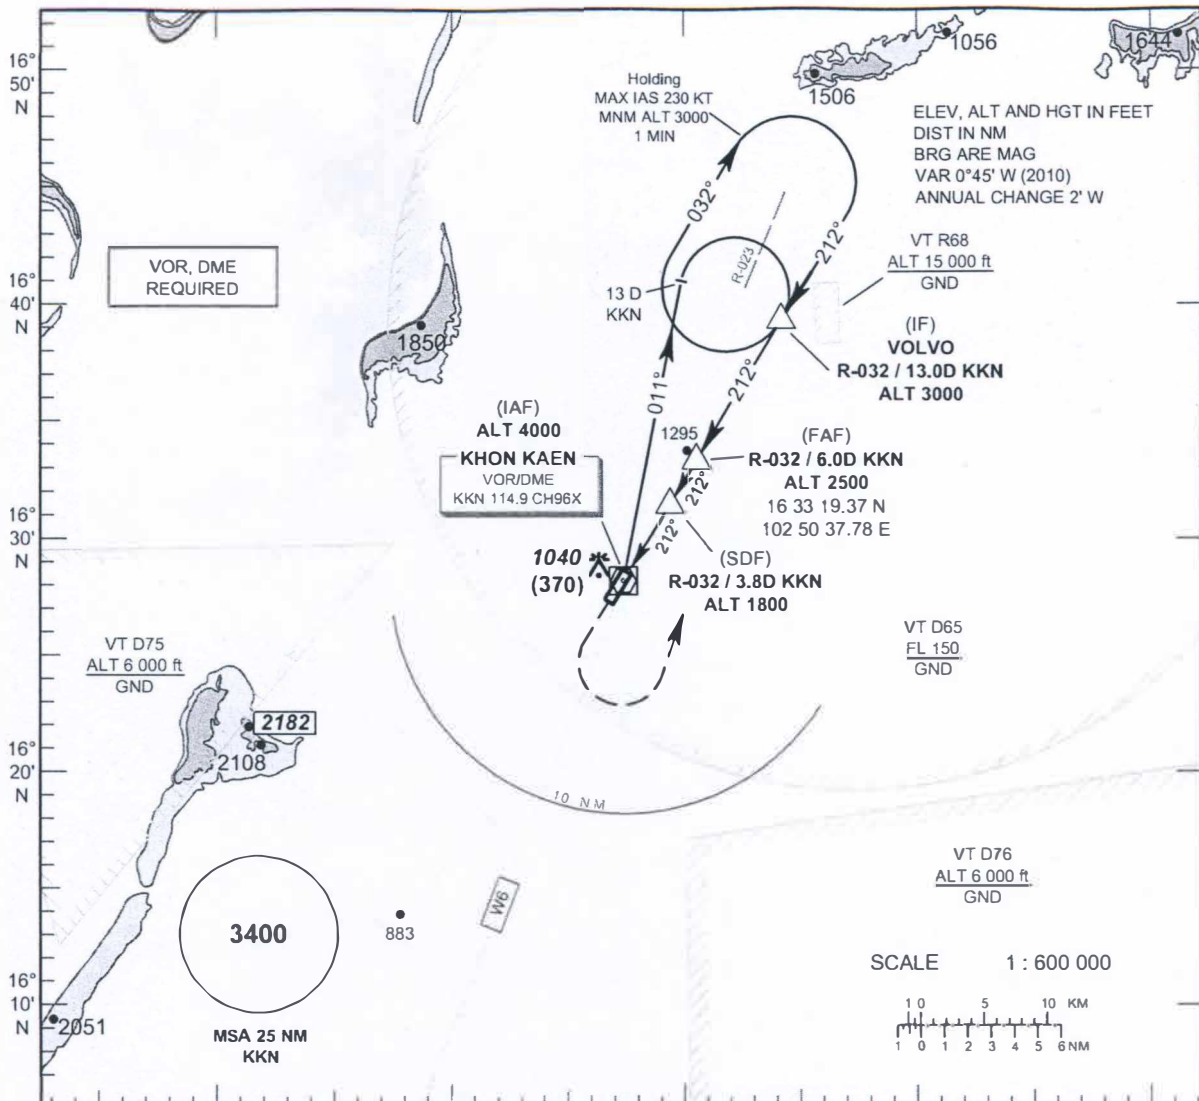 16°
50'
N
1056
1644
1506
Holding
MAX IAS 230 KT
MNM ALT 3000
1 MIN
ELEV, ALT AND HGT IN FEET
DIST IN NM
BRG ARE MAG
VAR 0°45' W (2010)
ANNUAL CHANGE 2' W
032°
212°
R-023
VT R68
ALT 15 000 ft
GND
VOR, DME
REQUIRED
16°
40'
N
13 D
KKN
1850
011°
212°
(IF)
VOLVO
R-032 / 13.0D KKN
ALT 3000
(IAF)
ALT 4000
KHON KAEN
VOR/DME
KKN 114.9 CH96X
1295
(FAF)
R-032 / 6.0D KKN
ALT 2500
16 33 19.37 N
102 50 37.78 E
212°
212°
16°
30'
N
1040
(370)
(SDF)
R-032 / 3.8D KKN
ALT 1800
VT D75
ALT 6 000 ft
GND
VT D65
FL 150
GND
2182
2108
16°
20'
N
10 NM
VT D76
ALT 6 000 ft
GND
3400
883
W6
MSA 25 NM
KKN
16°
10'
N
2051
SCALE 1 : 600 000
1 0 5 10 KM
1 0 1 2 3 4 5 6 NM